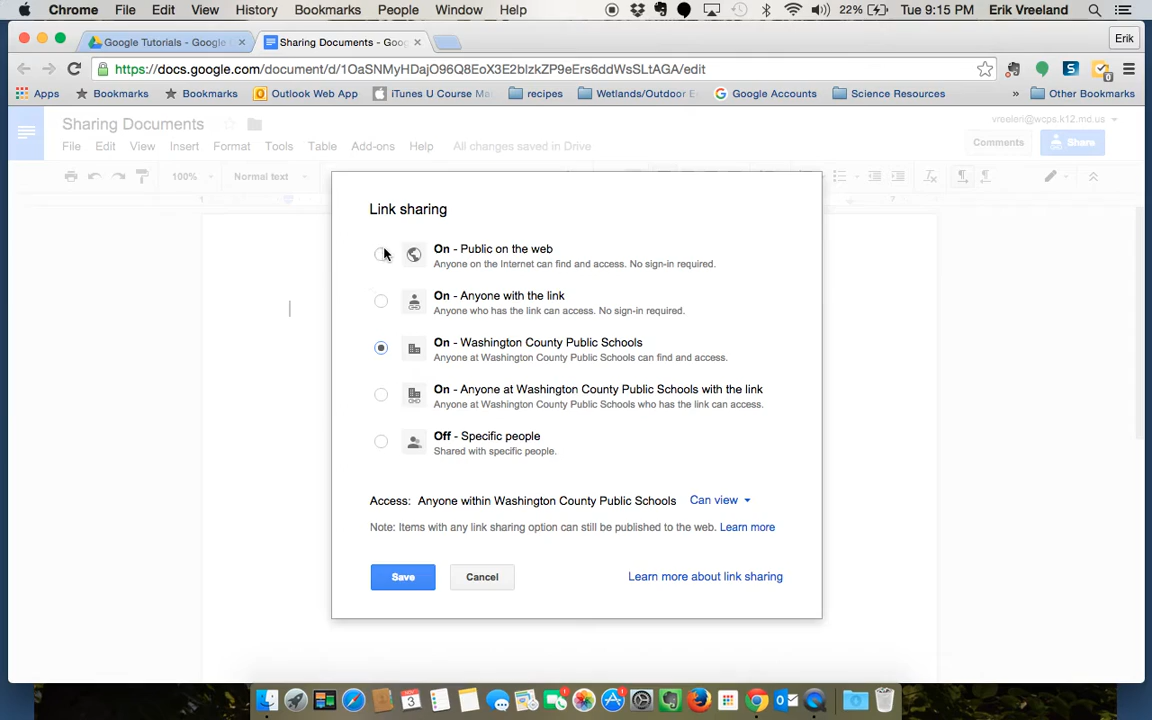 Chrome File Edit View History Bookmarks People Window Help 22% Tue 9:15 PM Erik Vreeland
Google Tutorials - Google Sharing Documents - Goo Erik
https://docs.google.com/document/d/1OaSNMyHDajO96Q8EoX3E2blzkZP9eErs6ddWsSLtAGA/edit
Apps Bookmarks Bookmarks Outlook Web App iTunes U Course Ma recipes Wetlands/Outdoor E Google Accounts Science Resources » Other Bookmarks
Sharing Documents vreeleri@wcps.k12.md.us
File Edit View Insert Format Tools Table Add-ons Help All changes saved in Drive Comments Share
100% Normal text
1 7
Link sharing
On - Public on the web
Anyone on the Internet can find and access. No sign-in required.
On - Anyone with the link
Anyone who has the link can access. No sign-in required.
On - Washington County Public Schools
Anyone at Washington County Public Schools can find and access.
On - Anyone at Washington County Public Schools with the link
Anyone at Washington County Public Schools who has the link can access.
Off - Specific people
Shared with specific people.
Access: Anyone within Washington County Public Schools Can view
Note: Items with any link sharing option can still be published to the web. Learn more
Save Cancel Learn more about link sharing